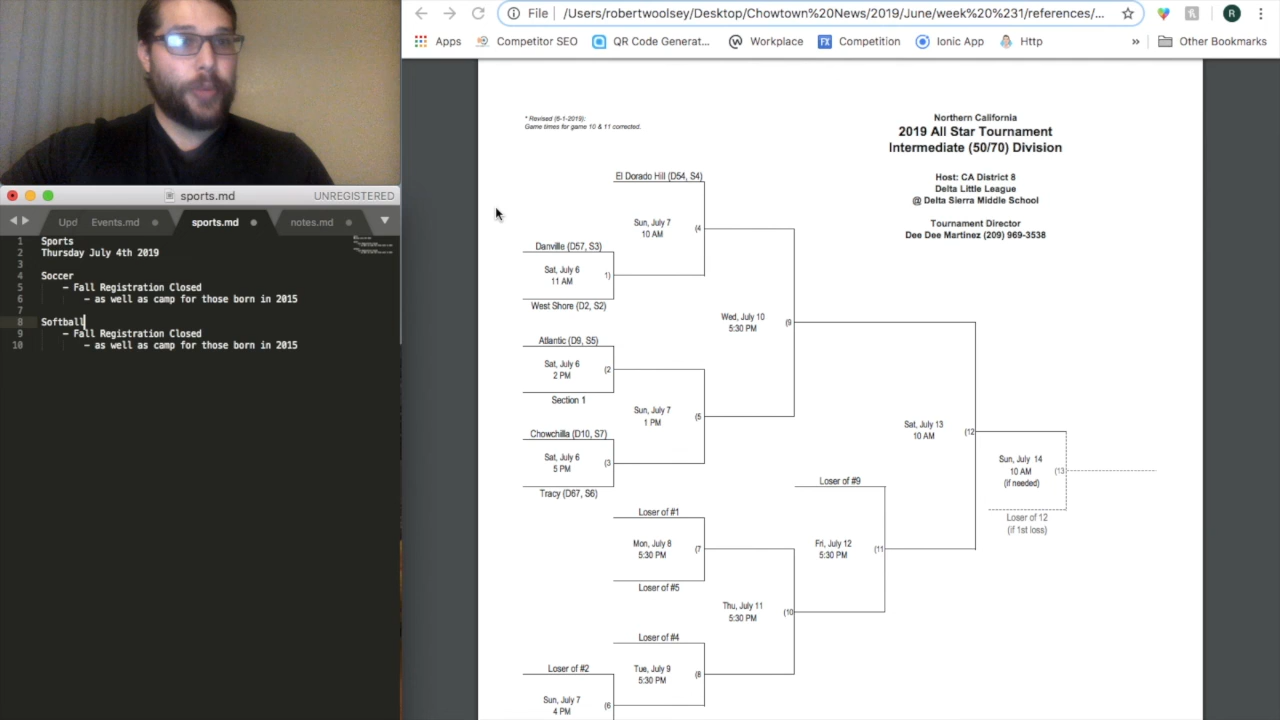 File
/Users/robertwoolsey/Desktop/Chowtown%20News/2019/June/week%20%231/references/...
R
Apps
Competitor SEO
QR Code Generat...
Workplace
FX Competition
Ionic App
Http
»
Other Bookmarks
sports.md
UNREGISTERED
Upd
Events.md
sports.md
notes.md
1 Sports
2 Thursday July 4th 2019
3
4 Soccer
5 – Fall Registration Closed
6 – as well as camp for those born in 2015
7
8 Softball
9 – Fall Registration Closed
10 – as well as camp for those born in 2015
* Revised (6-1-2019):
Game times for game 10 & 11 corrected.
Northern California
2019 All Star Tournament
Intermediate (50/70) Division
Host: CA District 8
Delta Little League
@ Delta Sierra Middle School
Tournament Director
Dee Dee Martinez (209) 969-3538
El Dorado Hill (D54, S4)
Sun, July 7
10 AM
(4
Danville (D57, S3)
Sat, July 6
11 AM
1)
West Shore (D2, S2)
Wed, July 10
5:30 PM
(9
Atlantic (D9, S5)
Sat, July 6
2 PM
(2
Section 1
Sun, July 7
1 PM
(5
Chowchilla (D10, S7)
Sat, July 6
5 PM
(3
Tracy (D67, S6)
Sat, July 13
10 AM
(12
Sun, July 14
10 AM
(if needed)
(13
Loser of 12
(if 1st loss)
Loser of #9
Fri, July 12
5:30 PM
(11
Loser of #1
Mon, July 8
5:30 PM
(7
Loser of #5
Thu, July 11
5:30 PM
(10
Loser of #4
Tue, July 9
5:30 PM
(8
Loser of #2
Sun, July 7
4 PM
(6